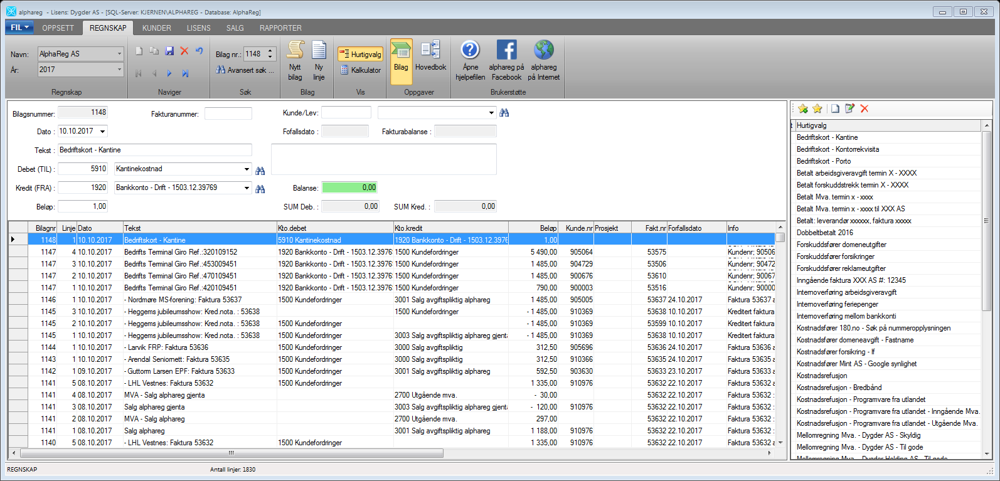 alphareg - Lisens: Dygder AS - [SQL-Server: KJERNEN\ALPHAREG - Database: AlphaReg]
FIL OPPSETT REGNSKAP KUNDER LISENS SALG RAPPORTER
Navn: AlphaReg AS
År: 2017
Regnskap
Naviger
Bilag nr.: 1148
Avansert søk ...
Søk
Nytt bilag
Ny linje
Bilag
Hurtigvalg
Kalkulator
Vis
Bilag
Hovedbok
Oppgaver
Åpne hjelpefilen
alphareg på Facebook
alphareg på Internet
Brukerstøtte
Bilagsnummer: 1148 Fakturanummer: Kunde/Lev:
Dato : 10.10.2017 Fofallsdato : Fakturabalanse :
Tekst : Bedriftskort - Kantine
Debet (TIL) : 5910 Kantinekostnad
Kredit (FRA) : 1920 Bankkonto - Drift - 1503.12.39769 Balanse: 0,00
Beløp: 1,00 SUM Deb. : 0,00 SUM Kred. : 0,00
Bilagnr Linje Dato Tekst Kto.debet Kto.kredit Beløp Kunde.nr Prosjekt Fakt.nr Forfallsdato Info
1148 1 10.10.2017 Bedriftskort - Kantine 5910 Kantinekostnad 1920 Bankkonto - Drift - 1503.12.3976 1,00
1147 4 10.10.2017 Bedrifts Terminal Giro Ref.:320109152 1920 Bankkonto - Drift - 1503.12.3976 1500 Kundefordringer 5 490,00 905064 53575 Kundenr; 90506
1147 3 10.10.2017 Bedrifts Terminal Giro Ref.:453009451 1920 Bankkonto - Drift - 1503.12.3976 1500 Kundefordringer 1 485,00 904729 53506 Kundenr; 90472
1147 2 10.10.2017 Bedrifts Terminal Giro Ref.:470109451 1920 Bankkonto - Drift - 1503.12.3976 1500 Kundefordringer 1 485,00 900676 53610 Kundenr; 90067
1147 1 10.10.2017 Bedrifts Terminal Giro Ref.:420109451 1920 Bankkonto - Drift - 1503.12.3976 1500 Kundefordringer 790,00 900003 53516 Kundenr; 90000
1146 1 10.10.2017 - Nordmøre MS-forening: Faktura 53637 1500 Kundefordringer 3001 Salg avgiftspliktig alphareg 1 485,00 905005 53637 24.10.2017 Faktura 53637 a
1145 3 10.10.2017 - Heggems jubileumsshow: Kred.nota. : 53638 1500 Kundefordringer - 1 485,00 910369 53638 10.10.2017 Kreditert faktura
1145 2 10.10.2017 - Heggems jubileumsshow: Kred.nota. : 53638 1500 Kundefordringer - 1 485,00 910369 53599 10.10.2017 Kreditert faktura
1145 1 10.10.2017 - Heggems jubileumsshow: Kred.nota. : 53638 1500 Kundefordringer 3003 Salg avgiftspliktig alphareg gjenta - 1 485,00 910369 53638 10.10.2017 Kreditert faktura
1144 1 10.10.2017 - Larvik FRP: Faktura 53636 1500 Kundefordringer 3000 Salg avgiftspliktig 312,50 905696 53636 24.10.2017 Faktura 53636 a
1143 1 10.10.2017 - Arendal Seniornett: Faktura 53635 1500 Kundefordringer 3000 Salg avgiftspliktig 312,50 910366 53635 24.10.2017 Faktura 53635 a
1142 1 09.10.2017 - Guttorm Larsen EPF: Faktura 53633 1500 Kundefordringer 3001 Salg avgiftspliktig alphareg 592,50 903630 53633 23.10.2017 Faktura 53633 a
1141 5 08.10.2017 - LHL Vestnes: Faktura 53632 1500 Kundefordringer 1 335,00 910976 53632 22.10.2017 Faktura 53632 :
1141 4 08.10.2017 MVA - Salg alphareg gjenta 2700 Utgående mva. - 30,00 53632 22.10.2017 Faktura 53632 :
1141 3 08.10.2017 Salg alphareg gjenta 3003 Salg avgiftspliktig alphareg gjenta - 120,00 910976 53632 22.10.2017 Faktura 53632 :
1141 2 08.10.2017 MVA - Salg alphareg 2700 Utgående mva. 297,00 53632 22.10.2017 Faktura 53632 :
1141 1 08.10.2017 Salg alphareg 3001 Salg avgiftspliktig alphareg 1 188,00 910976 53632 22.10.2017 Faktura 53632 :
1140 5 08.10.2017 - LHL Vestnes: Faktura 53632 1500 Kundefordringer 1 335,00 910976 53632 22.10.2017 Faktura 53632 :
Hurtigvalg
Bedriftskort - Kantine
Bedriftskort - Kontorrekvisita
Bedriftskort - Porto
Betalt arbeidsgiveravgift termin X - XXXX
Betalt forskuddstrekk termin X - XXXX
Betalt Mva. termin x - xxxx
Betalt Mva. termin x - xxxx til XXX AS
Betalt: leverandør xxxxxx, faktura xxxxx
Dobbeltbetalt 2016
Forskuddsfører domeneutgifter
Forskuddsfører forsikringer
Forskuddsfører reklameutgifter
Inngående faktura XXX AS #: 12345
Internoverføring arbeidsgiveravgift
Internoverføring feriepenger
Internoverføring mellom bankkonti
Kostnadsfører 180.no - Søk på nummeropplysningen
Kostnadsfører domeneavgift - Fastname
Kostnadsfører forsikring - If
Kostnadsfører Mint AS - Google synlighet
Kostnadsrefusjon
Kostnadsrefusjon - Bredbånd
Kostnadsrefusjon - Programvare fra utlandet
Kostnadsrefusjon - Programvare fra utlandet - Inngående Mva.
Kostnadsrefusjon - Programvare fra utlandet - Utgående Mva.
Mellomregning Mva. - Dygder AS - Skyldig
Mellomregning Mva. - Dygder AS - Til gode
Mellomregning Mva. - Dygder Holding AS - Til gode
REGNSKAP Antall linjer: 1830